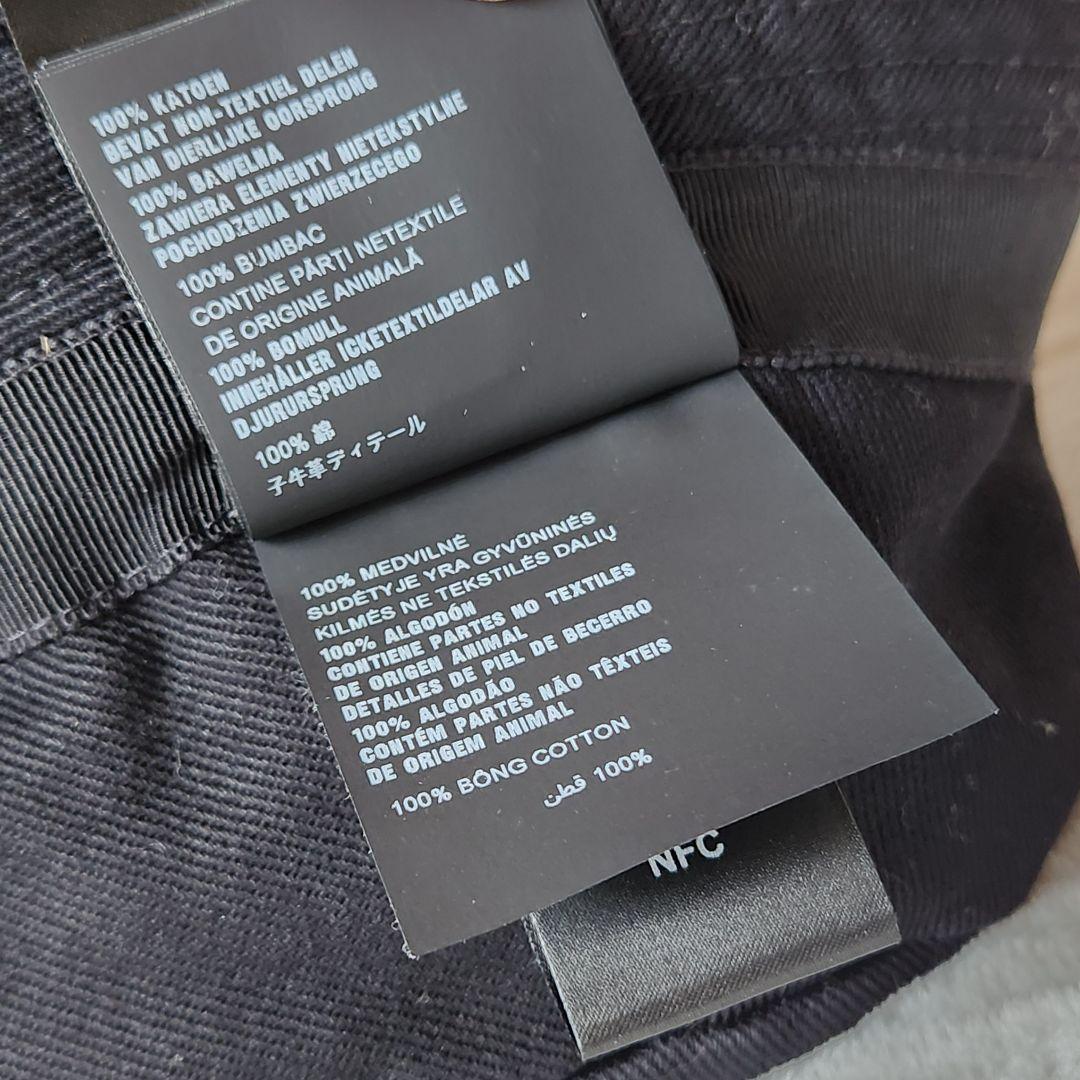 100% KATOEN
BEVAT NON-TEXTIEL DELEN
VAN DIERLIJKE OORSPRONG
100% BAWEŁNA
ZAWIERA ELEMENTY NIETEKSTYLNE
POCHODZENIA ZWIERZĘCEGO
100% BUMBAC
CONȚINE PĂRȚI NETEXTILE
DE ORIGINE ANIMALĂ
100% BOMULL
INNEHÅLLER ICKETEXTILDELAR AV
DJURURSPRUNG
100% 綿
子牛革ディテール
100% MEDVILNĖ
SUDĖTYJE YRA GYVŪNINĖS
KILMĖS NE TEKSTILĖS DALIŲ
100% ALGODÓN
CONTIENE PARTES NO TEXTILES
DE ORIGEN ANIMAL
DETALLES DE PIEL DE BECERRO
100% ALGODÃO
CONTÉM PARTES NÃO TÊXTEIS
DE ORIGEM ANIMAL
100% BÔNG COTTON
100% قطن
NFC